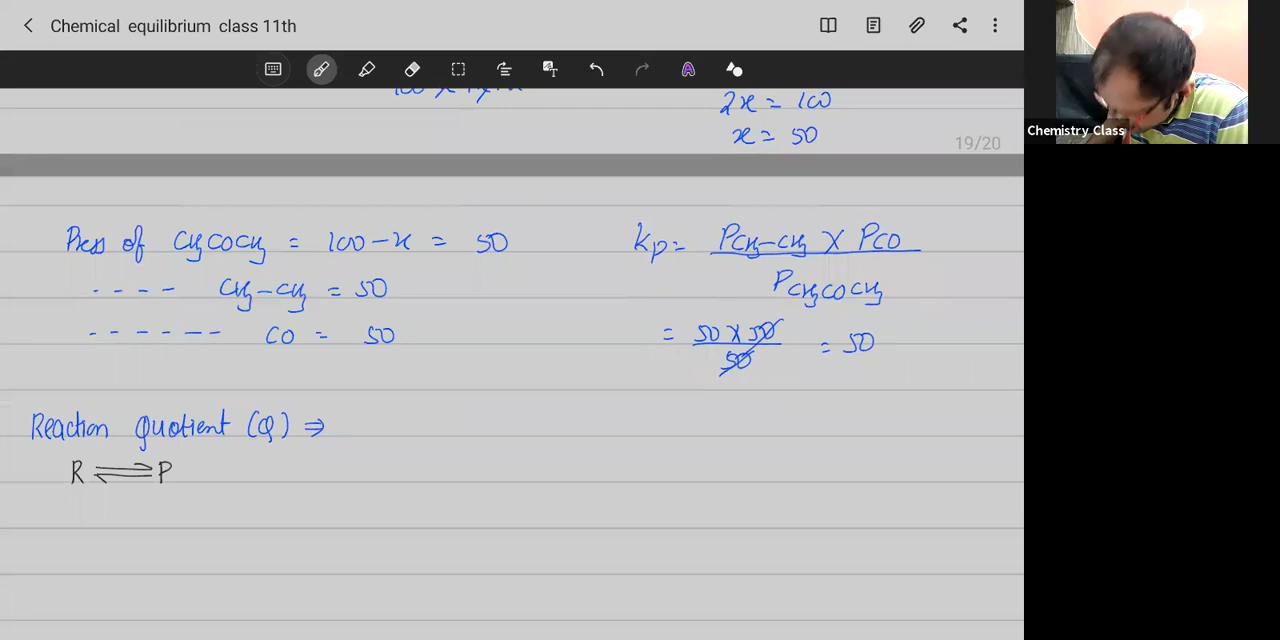 Chemical equilibrium class 11th
2x = 100
x = 50
19/20
Chemistry Class
Press of CH3COCH3 = 100 - x = 50
---- CH3-CH3 = 50
------ CO = 50
Kp = PCH3-CH3 X PCO
PCH3COCH3
= 50 X 50
50
= 50
Reaction Quotient (Q) ⇒
R ⇌ P